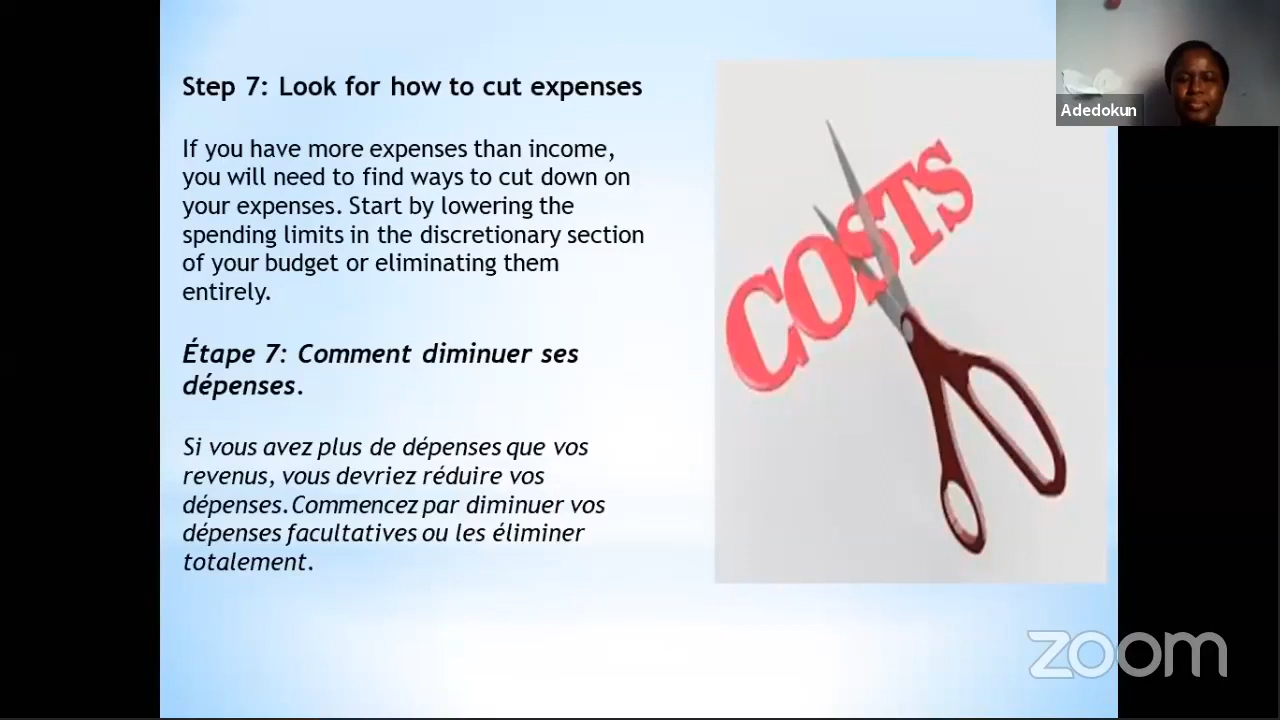 Step 7: Look for how to cut expenses
If you have more expenses than income,
you will need to find ways to cut down on
your expenses. Start by lowering the
spending limits in the discretionary section
of your budget or eliminating them
entirely.
Étape 7: Comment diminuer ses
dépenses.
Si vous avez plus de dépenses que vos
revenus, vous devriez réduire vos
dépenses.Commencez par diminuer vos
dépenses facultatives ou les éliminer
totalement.
COSTS
Adedokun
zoom